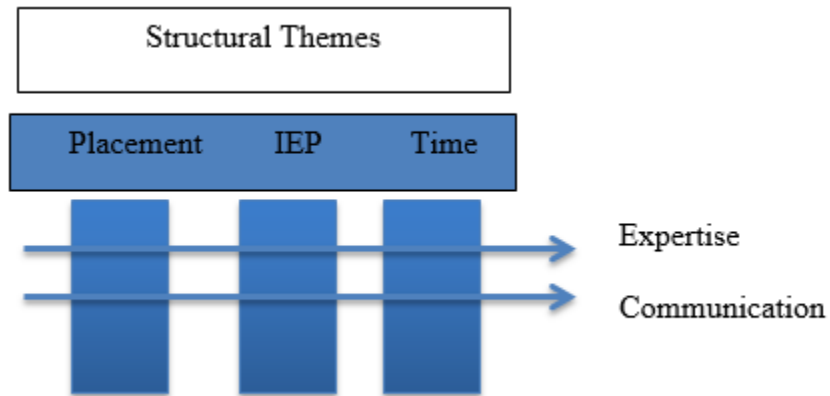 Structural Themes
Placement IEP Time
Expertise
Communication